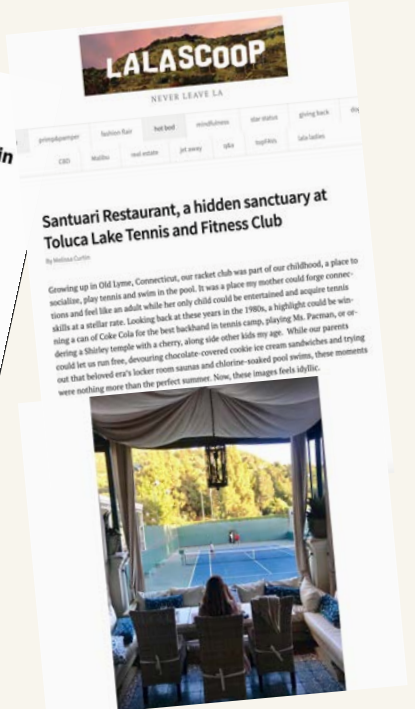 in
LALASCOOP
NEVER LEAVE LA
primp&pamper fashion flair hot bod mindfulness star status giving back
CBD Malibu real estate jet away q&a topTASs lala ladies
Santuari Restaurant, a hidden sanctuary at
Toluca Lake Tennis and Fitness Club
By Melissa Curtin
Growing up in Old Lyme, Connecticut, our racket club was part of our childhood, a place to
socialize, play tennis and swim in the pool. It was a place my mother could forge connec-
tions and feel like an adult while her only child could be entertained and acquire tennis
skills at a stellar rate. Looking back at these years in the 1980s, a highlight could be win-
ning a can of Coke Cola for the best backhand in tennis camp, playing Ms. Pacman, or or-
dering a Shirley temple with a cherry, along side other kids my age. While our parents
could let us run free, devouring chocolate-covered cookie ice cream sandwiches and trying
out that beloved era's locker room saunas and chlorine-soaked pool swims, these moments
were nothing more than the perfect summer. Now, these images feels idyllic.